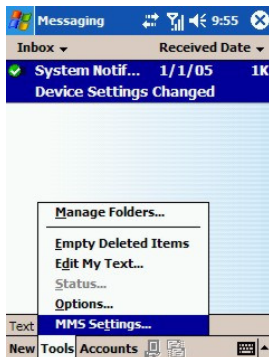 Messaging 9:55
Inbox Received Date
System Notif... 1/1/05 1K
Device Settings Changed
Manage Folders...
Empty Deleted Items
Edit My Text...
Status...
Options...
MMS Settings...
Text
New Tools Accounts